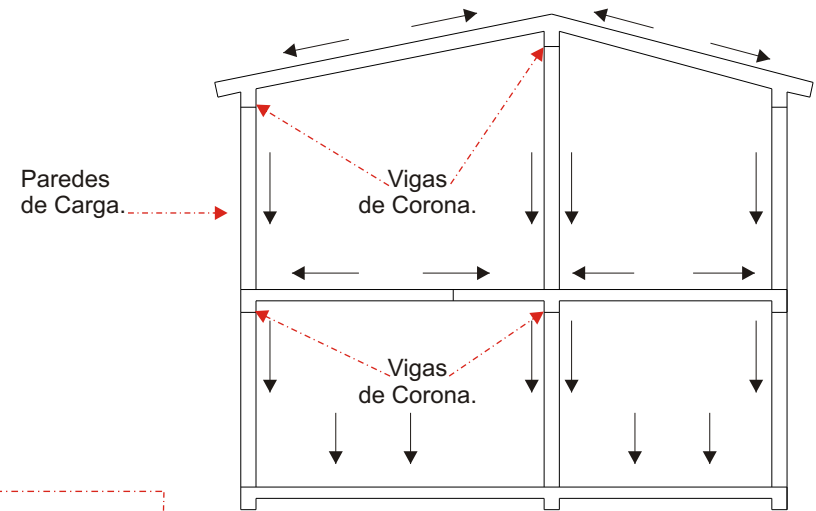 Paredes
de Carga.
Vigas
de Corona.
Vigas
de Corona.